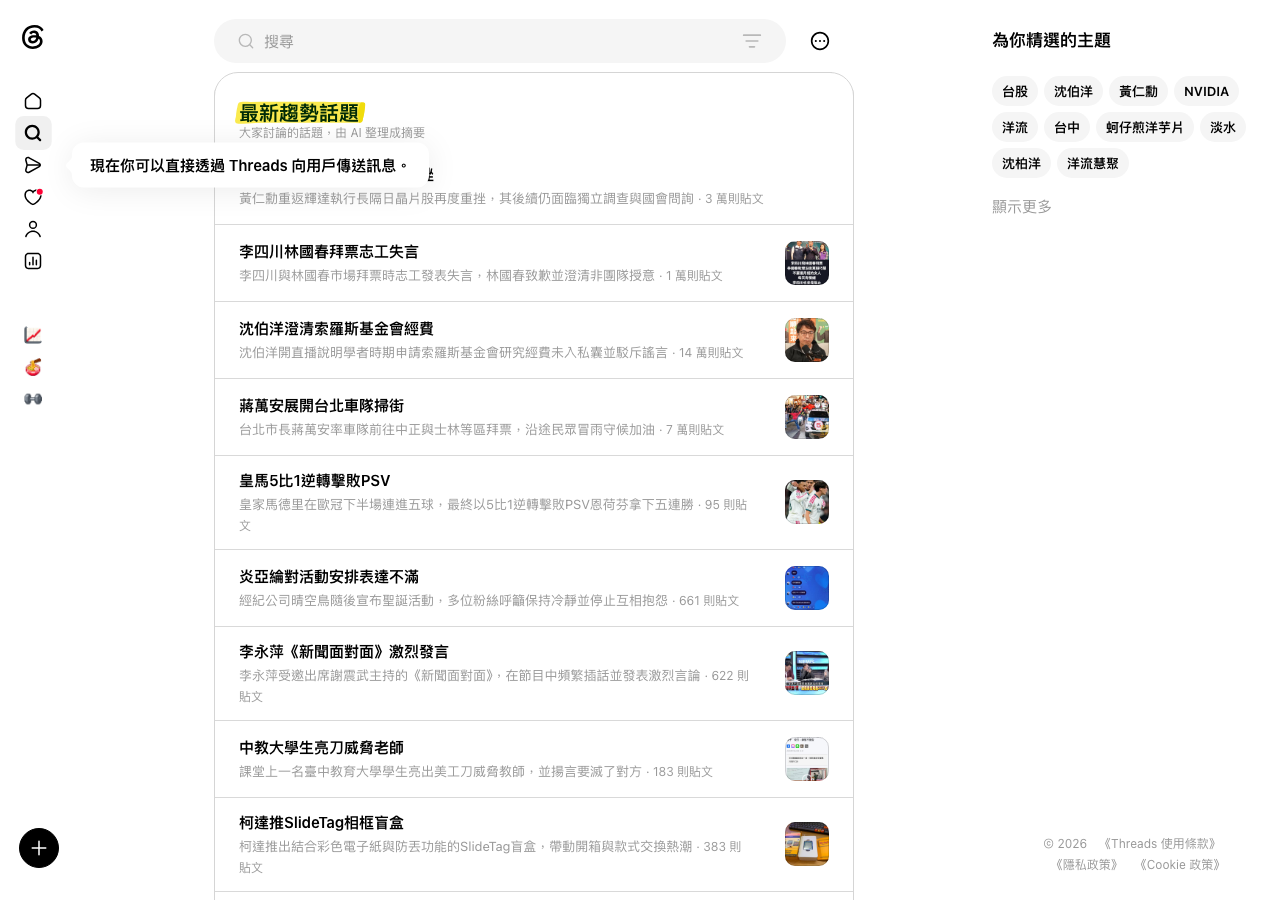 搜尋
最新趨勢話題
大家討論的話題，由 AI 整理成摘要
現在你可以直接透過 Threads 向用戶傳送訊息。
黃仁勳重返輝達執行長隔日晶片股再度重挫，其後續仍面臨獨立調查與國會問詢 · 3 萬則貼文
李四川林國春拜票志工失言
李四川與林國春市場拜票時志工發表失言，林國春致歉並澄清非團隊授意 · 1 萬則貼文
沈伯洋澄清索羅斯基金會經費
沈伯洋開直播說明學者時期申請索羅斯基金會研究經費未入私囊並駁斥謠言 · 14 萬則貼文
蔣萬安展開台北車隊掃街
台北市長蔣萬安率車隊前往中正與士林等區拜票，沿途民眾冒雨守候加油 · 7 萬則貼文
皇馬5比1逆轉擊敗PSV
皇家馬德里在歐冠下半場連進五球，最終以5比1逆轉擊敗PSV恩荷芬拿下五連勝 · 95 則貼
文
炎亞綸對活動安排表達不滿
經紀公司晴空鳥隨後宣布聖誕活動，多位粉絲呼籲保持冷靜並停止互相抱怨 · 661 則貼文
李永萍《新聞面對面》激烈發言
李永萍受邀出席謝震武主持的《新聞面對面》，在節目中頻繁插話並發表激烈言論 · 622 則
貼文
中教大學生亮刀威脅老師
課堂上一名臺中教育大學學生亮出美工刀威脅教師，並揚言要滅了對方 · 183 則貼文
柯達推SlideTag相框盲盒
柯達推出結合彩色電子紙與防丟功能的SlideTag盲盒，帶動開箱與款式交換熱潮 · 383 則
貼文
為你精選的主題
台股 沈伯洋 黃仁勳 NVIDIA
洋流 台中 蚵仔煎洋芋片 淡水
沈柏洋 洋流慧聚
顯示更多
© 2026 《Threads 使用條款》
《隱私政策》 《Cookie 政策》